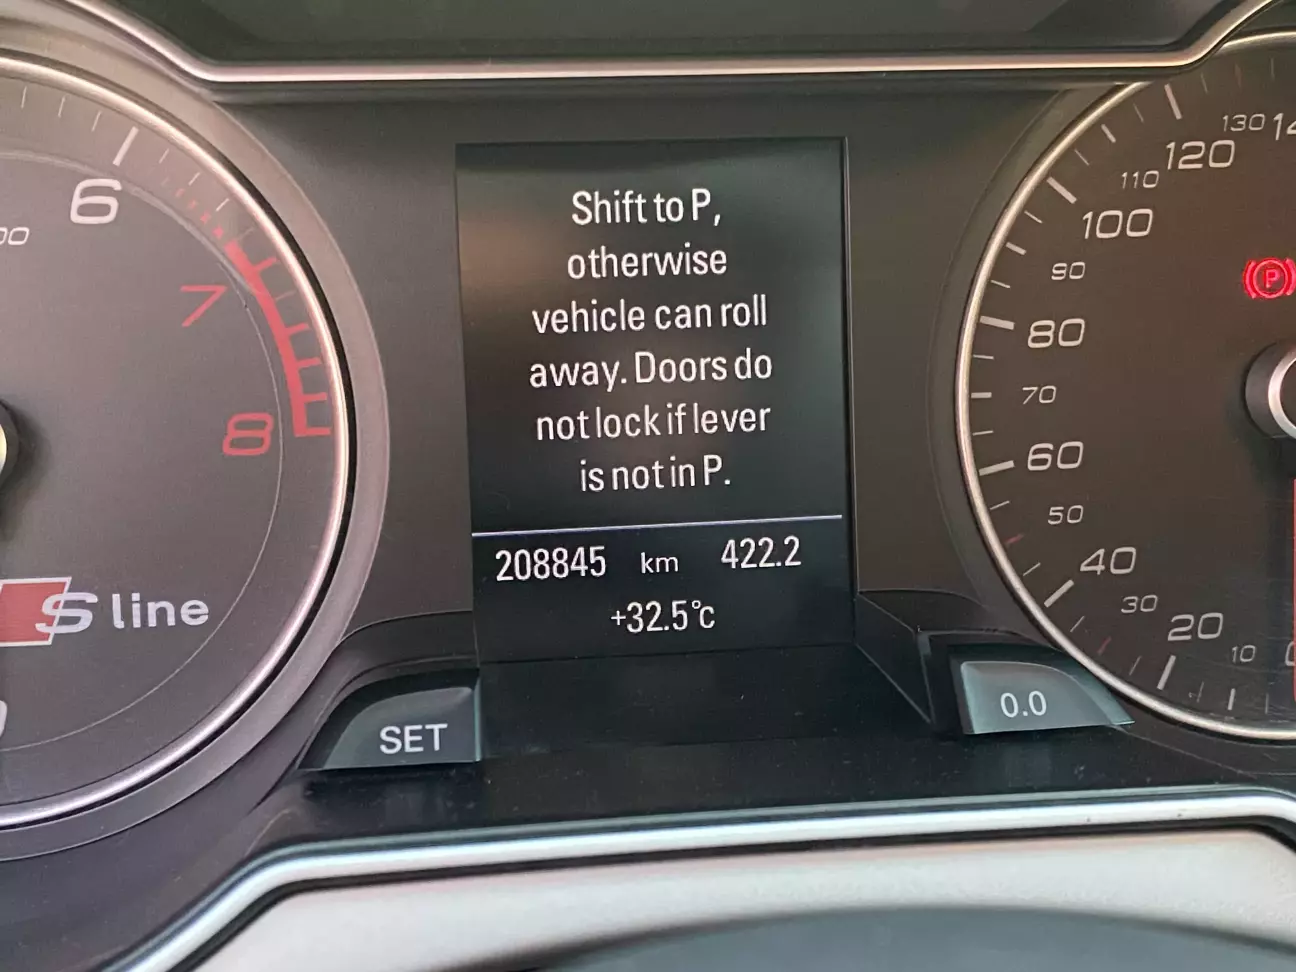 6
7
8
S line
Shift to P,
otherwise
vehicle can roll
away. Doors do
not lock if lever
is not in P.
208845 km 422.2
+32.5°C
SET
0.0
10
20
30
40
50
60
70
80
90
100
110
120
130
P